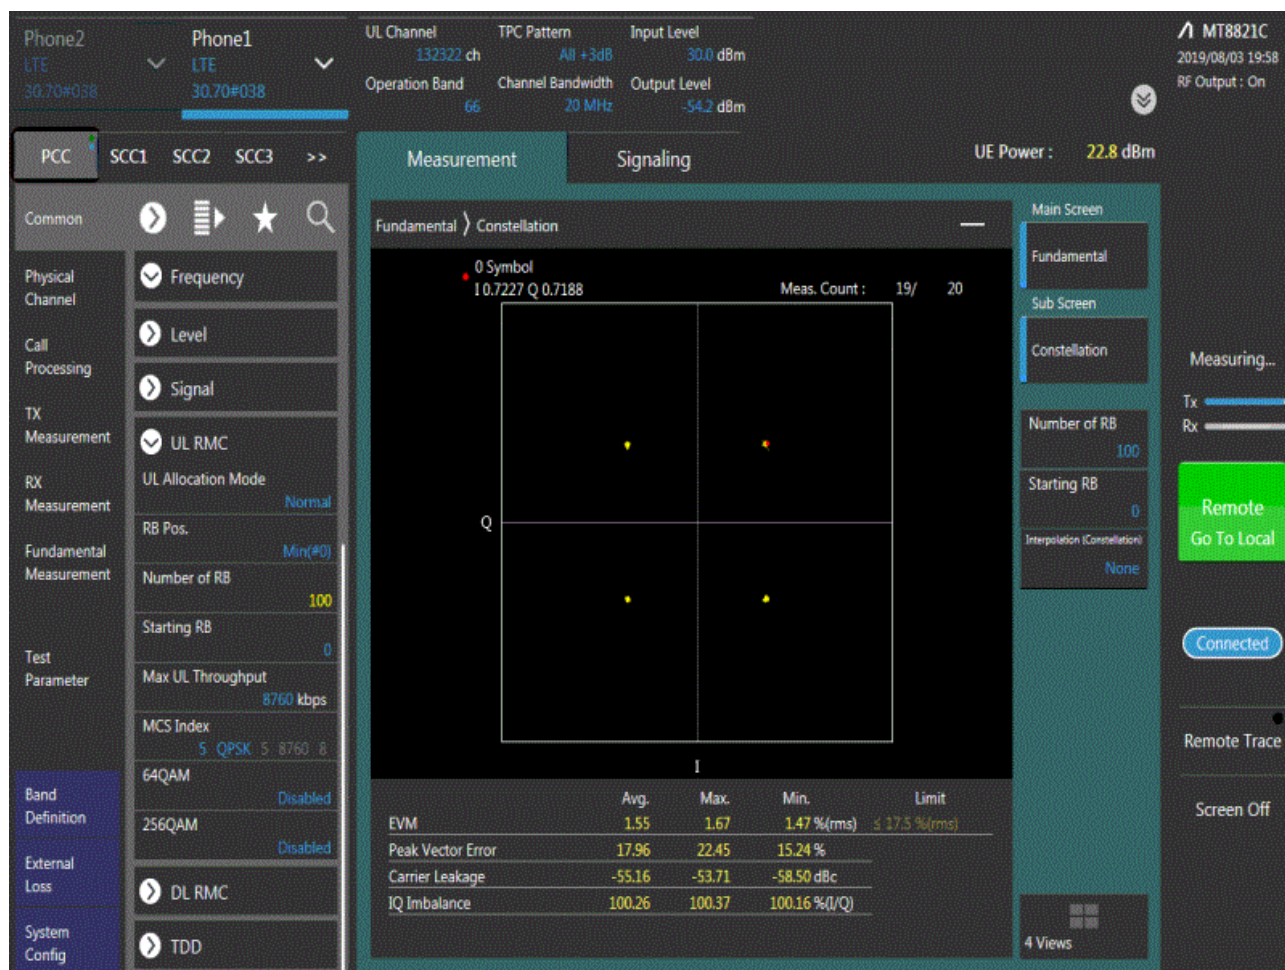 Phone2
LTE
30.70#038
Phone1
LTE
30.70#038
UL Channel
132322 ch
TPC Pattern
All +3dB
Input Level
30.0 dBm
Operation Band
66
Channel Bandwidth
20 MHz
Output Level
-54.2 dBm
MT8821C
2019/08/03 19:58
RF Output : On
PCC SCC1 SCC2 SCC3 >>
Measurement
Signaling
UE Power : 22.8 dBm
Common
Physical
Channel
Call
Processing
TX
Measurement
RX
Measurement
Fundamental
Measurement
Test
Parameter
Band
Definition
External
Loss
System
Config
Frequency
Level
Signal
UL RMC
UL Allocation Mode
Normal
RB Pos.
Min(#0)
Number of RB
100
Starting RB
0
Max UL Throughput
8760 kbps
MCS Index
5 QPSK 5 8760 8
64QAM
Disabled
256QAM
Disabled
DL RMC
TDD
Fundamental 〉 Constellation
0 Symbol
I 0.7227 Q 0.7188
Meas. Count : 19/ 20
Q
I
Avg. Max. Min. Limit
EVM 1.55 1.67 1.47 %(rms) ≤ 17.5 %(rms)
Peak Vector Error 17.96 22.45 15.24 %
Carrier Leakage -55.16 -53.71 -58.50 dBc
IQ Imbalance 100.26 100.37 100.16 %(I/Q)
Main Screen
Fundamental
Sub Screen
Constellation
Number of RB
100
Starting RB
0
Interpolation (Constellation)
None
4 Views
Measuring...
Tx
Rx
Remote
Go To Local
Connected
Remote Trace
Screen Off